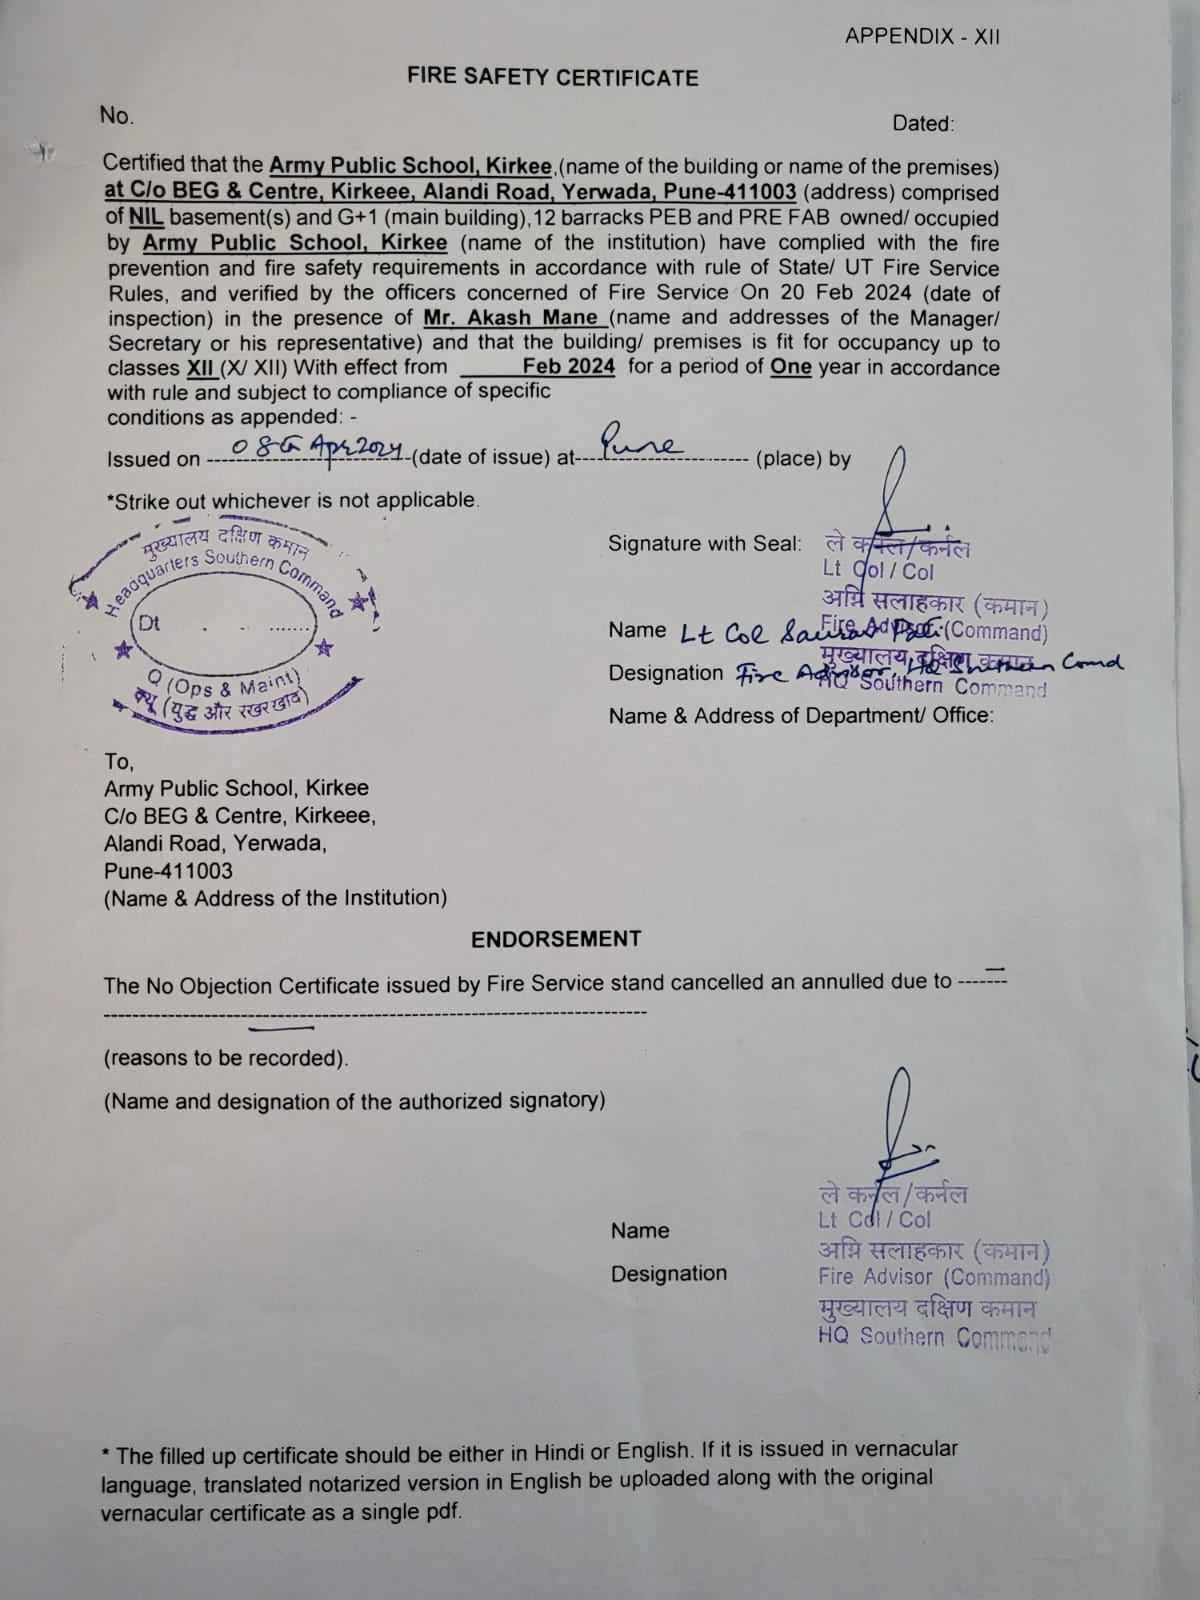 APPENDIX - XII
FIRE SAFETY CERTIFICATE
No.
Dated:
Certified that the Army Public School, Kirkee,(name of the building or name of the premises)
at C/o BEG & Centre, Kirkeee, Alandi Road, Yerwada, Pune-411003 (address) comprised
of NIL basement(s) and G+1 (main building),12 barracks PEB and PRE FAB owned/ occupied
by Army Public School, Kirkee (name of the institution) have complied with the fire
prevention and fire safety requirements in accordance with rule of State/ UT Fire Service
Rules, and verified by the officers concerned of Fire Service On 20 Feb 2024 (date of
inspection) in the presence of Mr. Akash Mane (name and addresses of the Manager/
Secretary or his representative) and that the building/ premises is fit for occupancy up to
classes XII (X/ XII) With effect from ______Feb 2024 for a period of One year in accordance
with rule and subject to compliance of specific
conditions as appended: -
Issued on ---08 Apr 2024-(date of issue) at---Pune------- (place) by
*Strike out whichever is not applicable.
मुख्यालय दक्षिण कमान
Headquarters Southern Command
Dt . .......
Q (Ops & Maint)
क्यू (युद्ध और रखरखाव)
Signature with Seal:
ले कर्नल/कर्नल
Lt Col / Col
अग्नि सलाहकार (कमान)
Fire Advisor (Command)
Name Lt Col Saurav
मुख्यालय दक्षिण कमान
Designation Fire Advisor, HQ Southern Comd
HQ Southern Command
Name & Address of Department/ Office:
To,
Army Public School, Kirkee
C/o BEG & Centre, Kirkeee,
Alandi Road, Yerwada,
Pune-411003
(Name & Address of the Institution)
ENDORSEMENT
The No Objection Certificate issued by Fire Service stand cancelled an annulled due to -------
---------------------------------------------------------------------------
(reasons to be recorded).
(Name and designation of the authorized signatory)
ले कर्नल/कर्नल
Lt Col / Col
Name
अग्नि सलाहकार (कमान)
Designation
Fire Advisor (Command)
मुख्यालय दक्षिण कमान
HQ Southern Command
* The filled up certificate should be either in Hindi or English. If it is issued in vernacular
language, translated notarized version in English be uploaded along with the original
vernacular certificate as a single pdf.